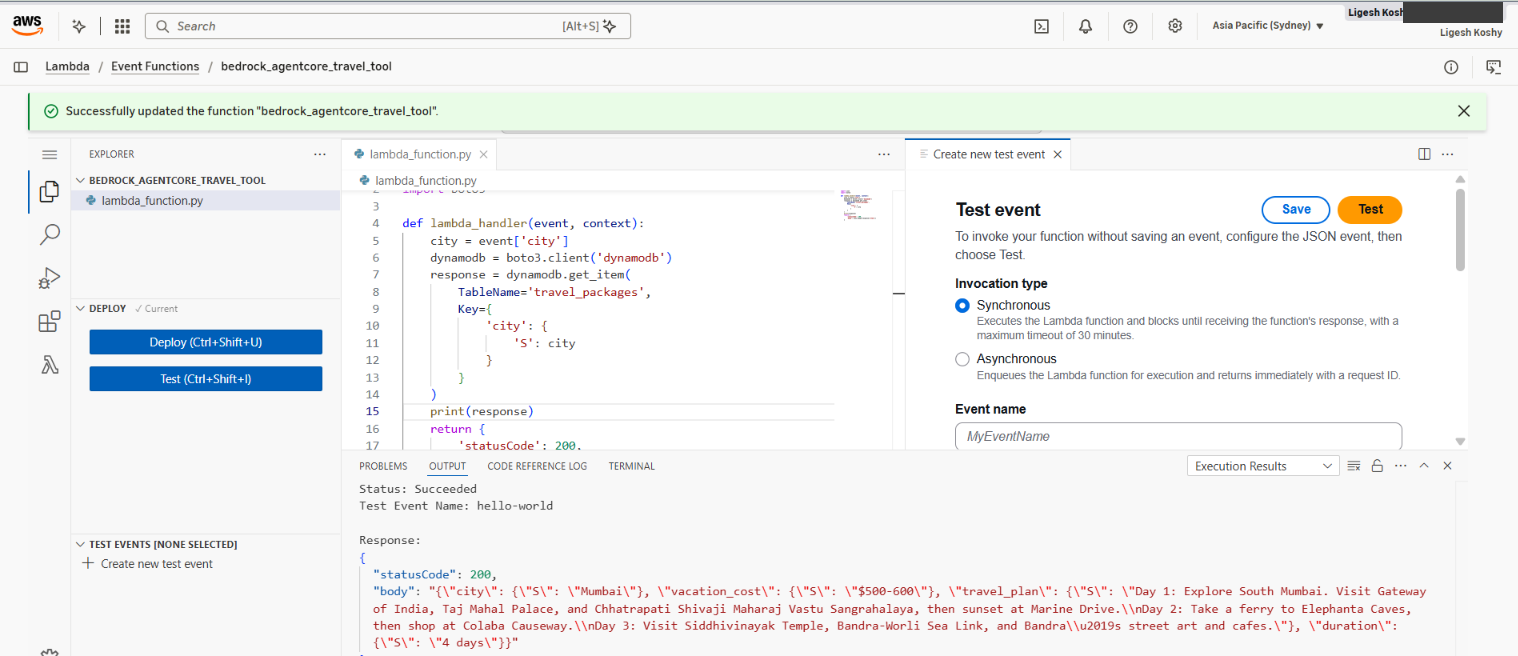 aws
Search
[Alt+S]
Asia Pacific (Sydney)
Ligesh Kosh
Ligesh Koshy
Lambda / Event Functions / bedrock_agentcore_travel_tool
Successfully updated the function "bedrock_agentcore_travel_tool".
EXPLORER
BEDROCK_AGENTCORE_TRAVEL_TOOL
lambda_function.py
DEPLOY ✓ Current
Deploy (Ctrl+Shift+U)
Test (Ctrl+Shift+I)
TEST EVENTS [NONE SELECTED]
+ Create new test event
lambda_function.py
lambda_function.py
2 import boto3
3
4 def lambda_handler(event, context):
5 city = event['city']
6 dynamodb = boto3.client('dynamodb')
7 response = dynamodb.get_item(
8 TableName='travel_packages',
9 Key={
10 'city': {
11 'S': city
12 }
13 }
14 )
15 print(response)
16 return {
17 'statusCode': 200,
Create new test event
Test event
Save
Test
To invoke your function without saving an event, configure the JSON event, then
choose Test.
Invocation type
Synchronous
Executes the Lambda function and blocks until receiving the function's response, with a
maximum timeout of 30 minutes.
Asynchronous
Enqueues the Lambda function for execution and returns immediately with a request ID.
Event name
MyEventName
PROBLEMS OUTPUT CODE REFERENCE LOG TERMINAL
Execution Results
Status: Succeeded
Test Event Name: hello-world
Response:
{
"statusCode": 200,
"body": "{\"city\": {\"S\": \"Mumbai\"}, \"vacation_cost\": {\"S\": \"$500-600\"}, \"travel_plan\": {\"S\": \"Day 1: Explore South Mumbai. Visit Gateway
of India, Taj Mahal Palace, and Chhatrapati Shivaji Maharaj Vastu Sangrahalaya, then sunset at Marine Drive.\\nDay 2: Take a ferry to Elephanta Caves,
then shop at Colaba Causeway.\\nDay 3: Visit Siddhivinayak Temple, Bandra-Worli Sea Link, and Bandra\\u2019s street art and cafes.\"}, \"duration\":
{\"S\": \"4 days\"}}"